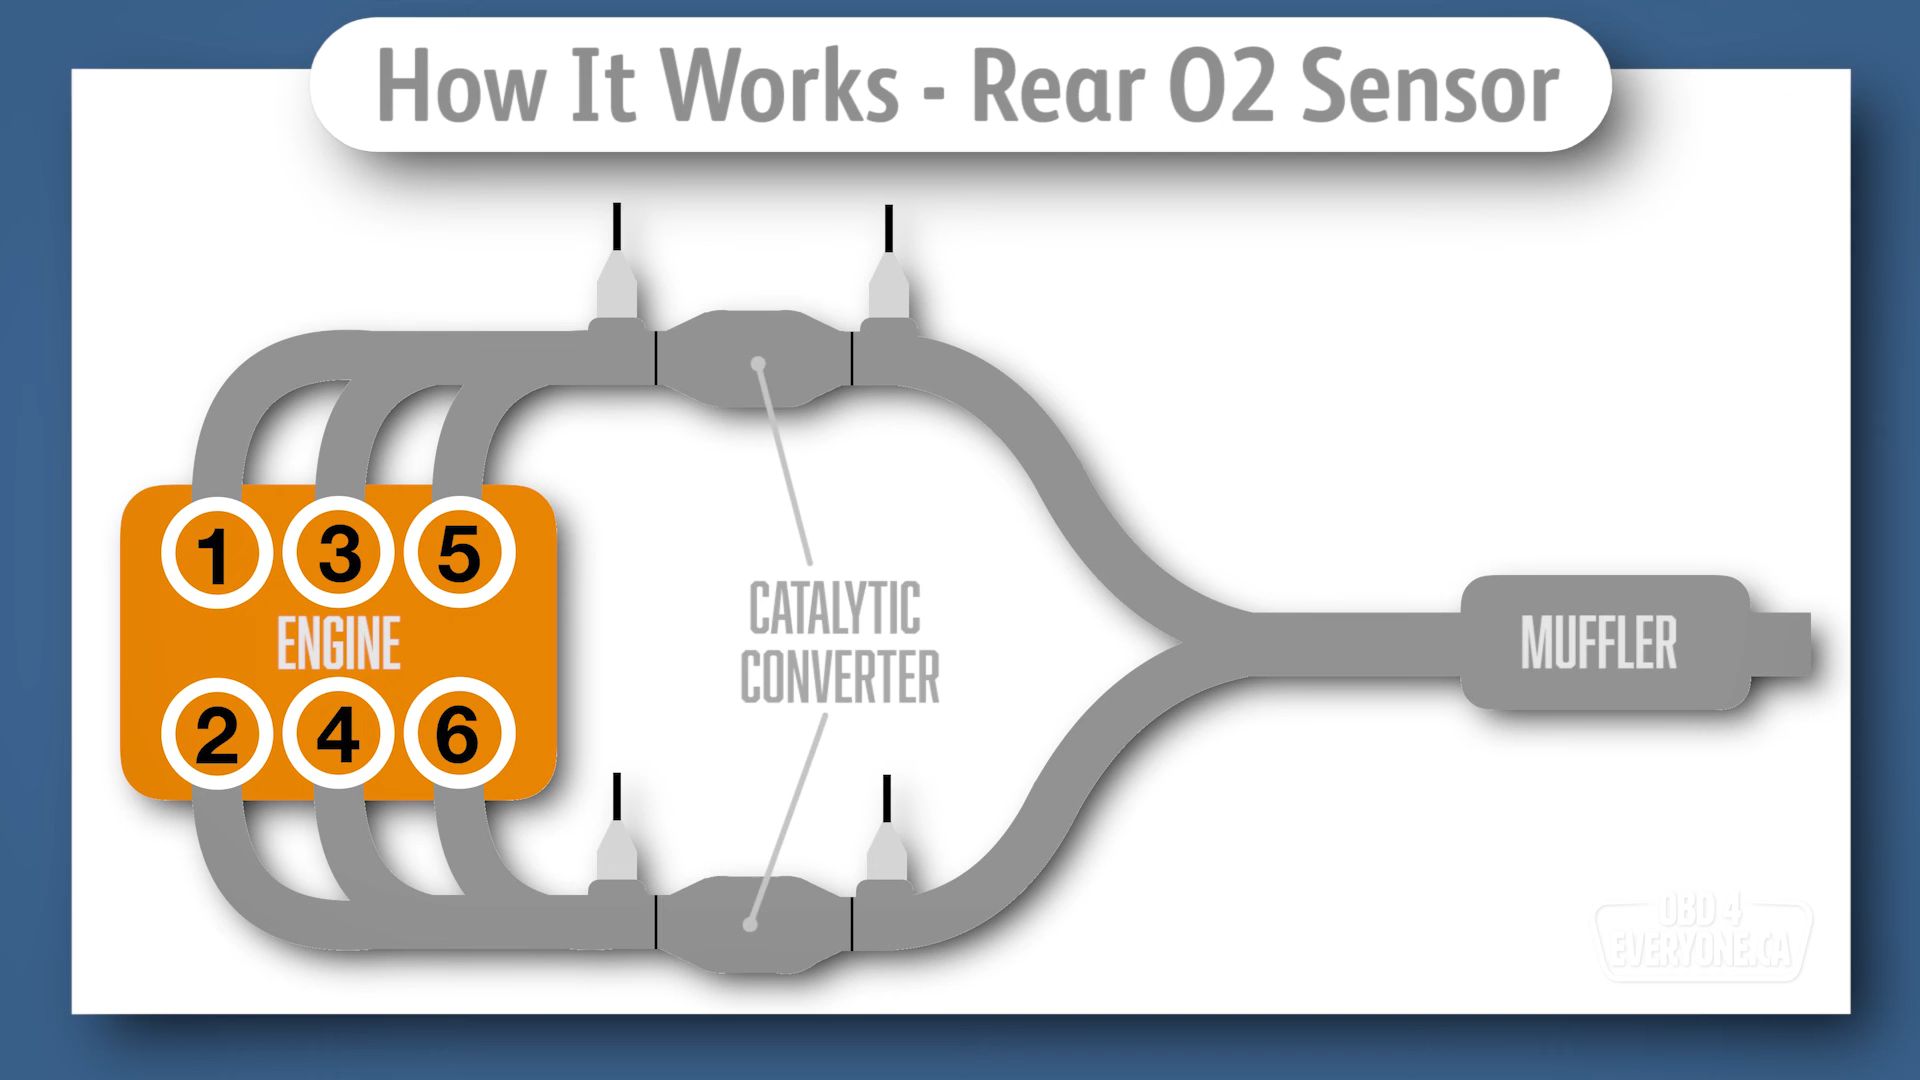 How It Works - Rear O2 Sensor
1 3 5
ENGINE
2 4 6
CATALYTIC
CONVERTER
MUFFLER
OBD 4
EVERYONE.CA